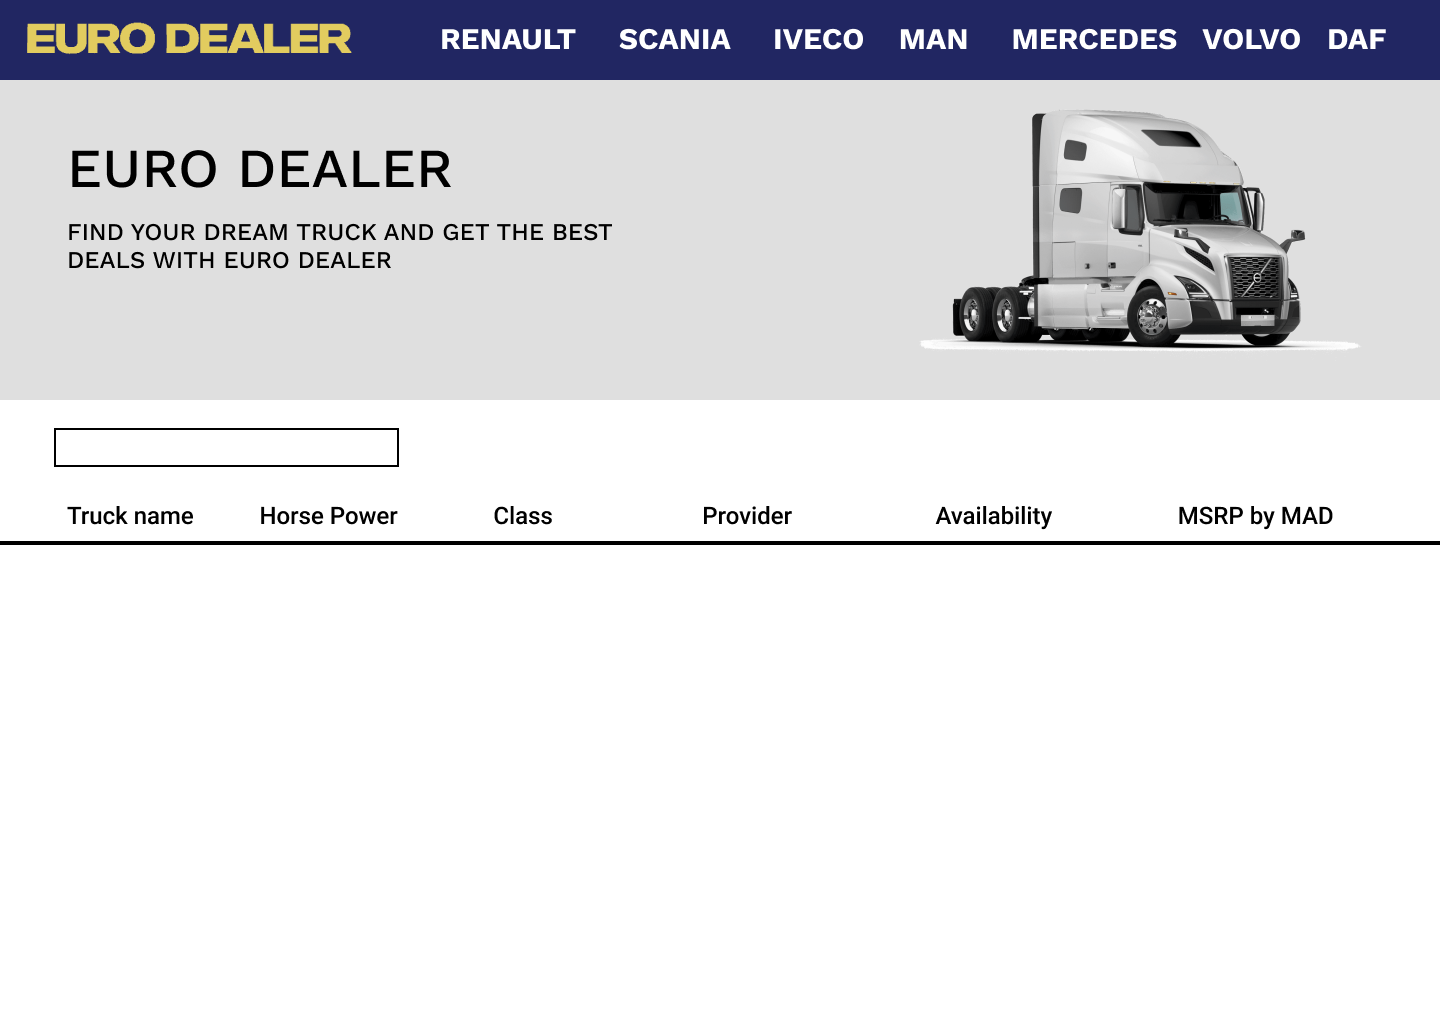 EURO DEALER RENAULT SCANIA IVECO MAN MERCEDES VOLVO DAF
EURO DEALER
FIND YOUR DREAM TRUCK AND GET THE BEST
DEALS WITH EURO DEALER
Truck name Horse Power Class Provider Availability MSRP by MAD